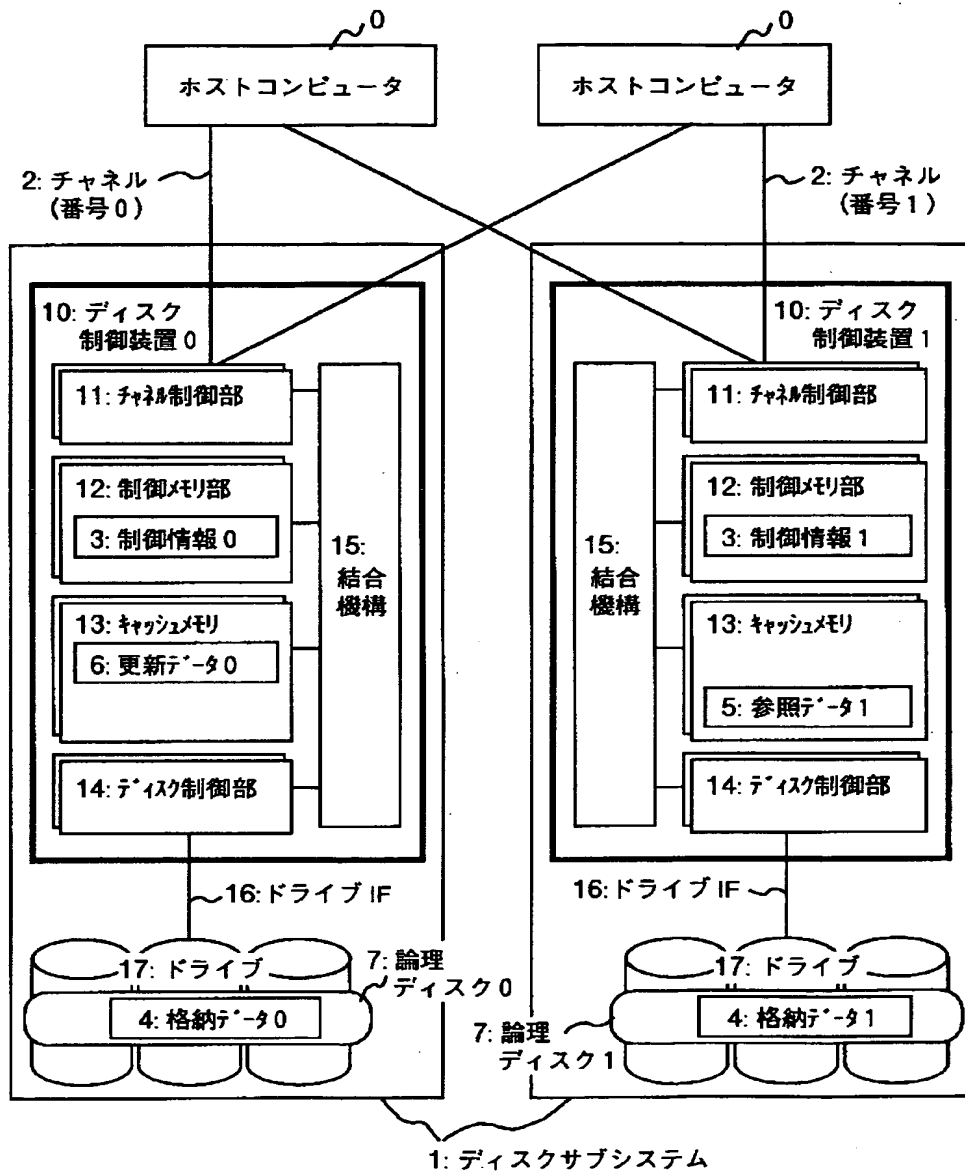 0
0
ホストコンピュータ
ホストコンピュータ
2: チャネル
(番号0)
2: チャネル
(番号1)
10: ディスク
制御装置0
11: チャネル制御部
12: 制御メモリ部
3: 制御情報0
13: キャッシュメモリ
6: 更新データ0
14: ディスク制御部
15:
結合
機構
16: ドライブIF
17: ドライブ
7: 論理
ディスク0
4: 格納データ0
10: ディスク
制御装置1
11: チャネル制御部
12: 制御メモリ部
3: 制御情報1
15:
結合
機構
13: キャッシュメモリ
5: 参照データ1
14: ディスク制御部
16: ドライブIF
17: ドライブ
4: 格納データ1
7: 論理
ディスク1
1: ディスクサブシステム